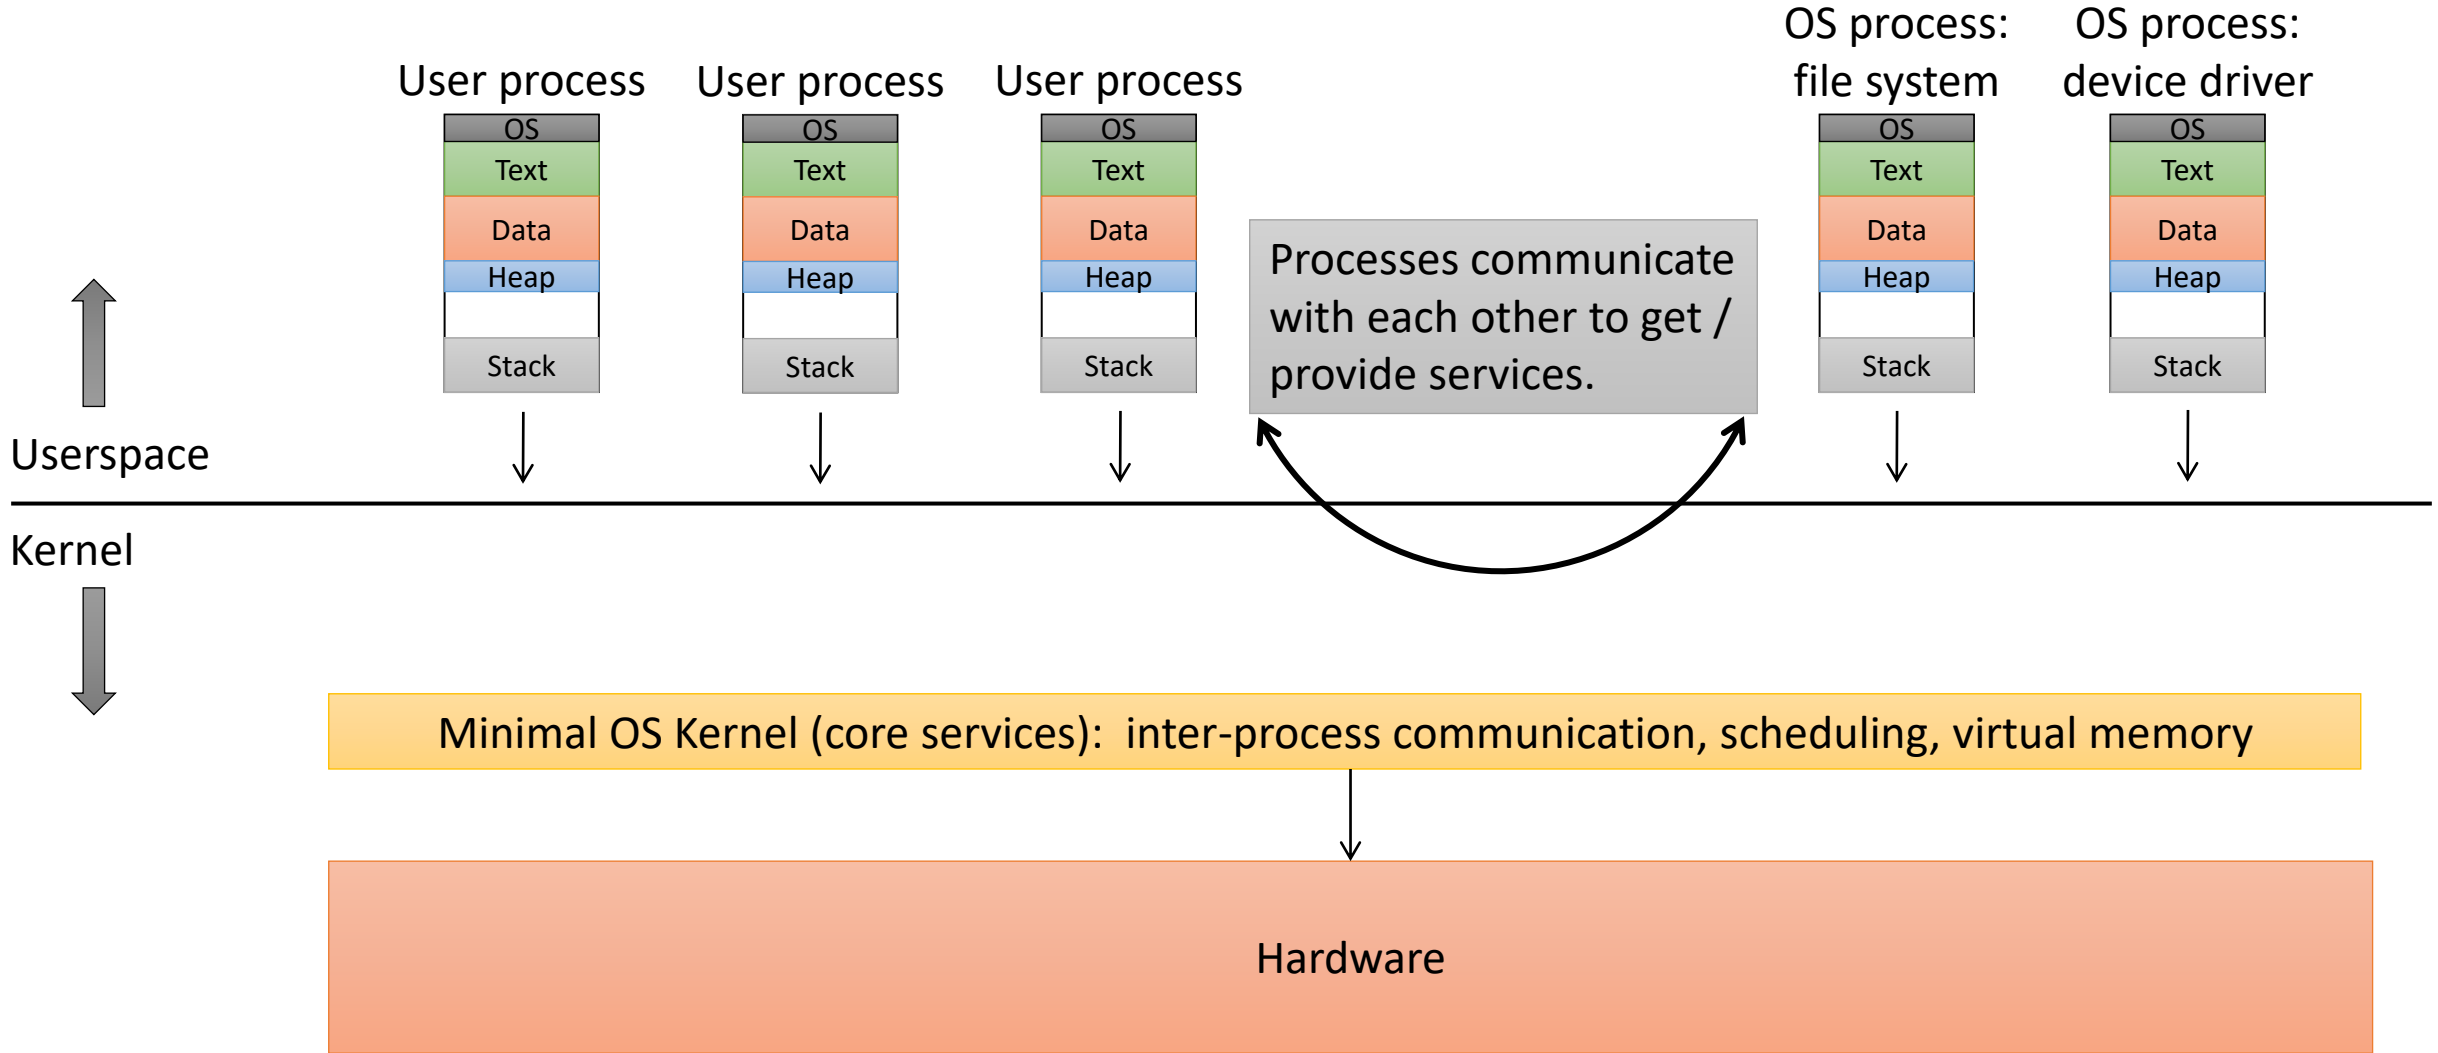 User process
OS
Text
Data
Heap
Stack
User process
OS
Text
Data
Heap
Stack
User process
OS
Text
Data
Heap
Stack
Processes communicate
with each other to get /
provide services.
OS process:
file system
OS
Text
Data
Heap
Stack
OS process:
device driver
OS
Text
Data
Heap
Stack
Userspace
Kernel
Minimal OS Kernel (core services):  inter-process communication, scheduling, virtual memory
Hardware